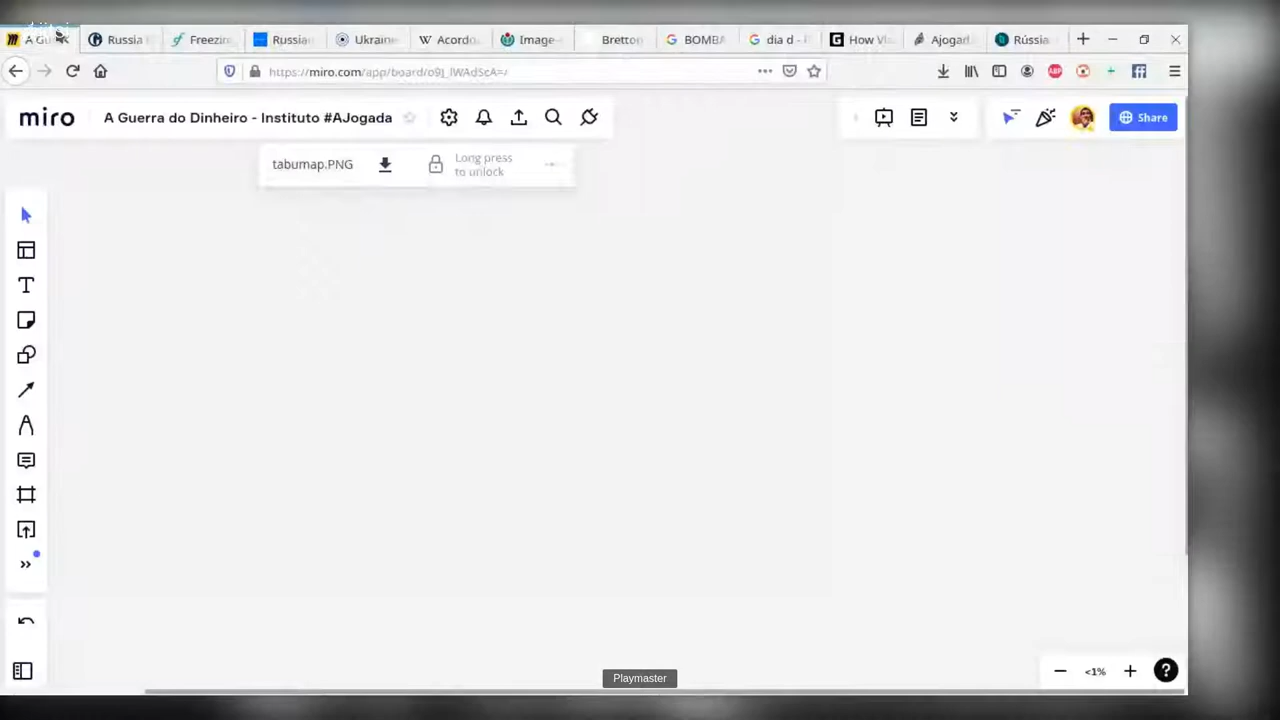 A Gu
Russia
Freezin
Russian
Ukraine
Acordo
Image
Bretton
BOMBA
dia d -
How Vl
Ajogad
Rússia
https://miro.com/app/board/o9J_lWAdScA=/
miro
A Guerra do Dinheiro - Instituto #AJogada
Share
tabumap.PNG
Long press
to unlock
<1%
Playmaster